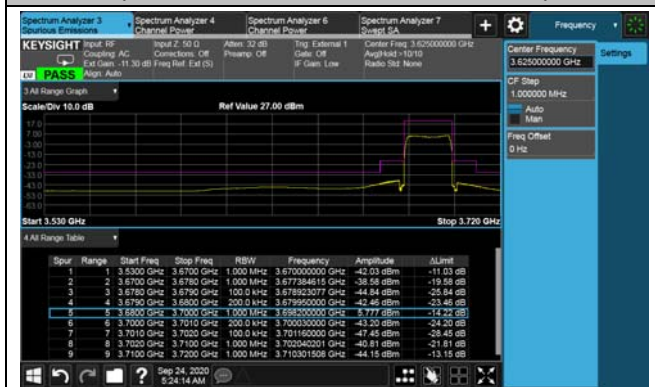 Spectrum Analyzer 3
Spurious Emissions
Spectrum Analyzer 4
Channel Power
Spectrum Analyzer 6
Channel Power
Spectrum Analyzer 7
Swept SA
+
Frequency
KEYSIGHT
Input: RF
Coupling: AC
Ext Gain: -11.30 dB
Align: Auto
Input Z: 50 Ω
Corrections: Off
Freq Ref: Ext (S)
Atten: 32 dB
Preamp: Off
Trig: External 1
Gate: Off
IF Gain: Low
Center Freq: 3.625000000 GHz
Avg|Hold:>10/10
Radio Std: None
LXI
PASS
Center Frequency
3.625000000 GHz
Settings
CF Step
1.000000 MHz
Auto
Man
Freq Offset
0 Hz
3 All Range Graph
Scale/Div 10.0 dB
Ref Value 27.00 dBm
17.0
7.00
-3.00
-13.0
-23.0
-33.0
-43.0
-53.0
-63.0
Start 3.530 GHz
Stop 3.720 GHz
4 All Range Table
Spur Range Start Freq Stop Freq RBW Frequency Amplitude ΔLimit
1 1 3.5300 GHz 3.6700 GHz 1.000 MHz 3.670000000 GHz -42.03 dBm -11.03 dB
2 2 3.6700 GHz 3.6780 GHz 1.000 MHz 3.677384615 GHz -38.58 dBm -19.58 dB
3 3 3.6780 GHz 3.6790 GHz 100.0 kHz 3.678923077 GHz -44.84 dBm -25.84 dB
4 4 3.6790 GHz 3.6800 GHz 200.0 kHz 3.679950000 GHz -42.46 dBm -23.46 dB
5 5 3.6800 GHz 3.7000 GHz 1.000 MHz 3.698200000 GHz 5.777 dBm -14.22 dB
6 6 3.7000 GHz 3.7010 GHz 200.0 kHz 3.700030000 GHz -43.20 dBm -24.20 dB
7 7 3.7010 GHz 3.7020 GHz 100.0 kHz 3.701160000 GHz -47.45 dBm -28.45 dB
8 8 3.7020 GHz 3.7100 GHz 1.000 MHz 3.702040201 GHz -40.81 dBm -21.81 dB
9 9 3.7100 GHz 3.7200 GHz 1.000 MHz 3.710301508 GHz -44.15 dBm -13.15 dB
?
Sep 24, 2020
5:24:14 AM